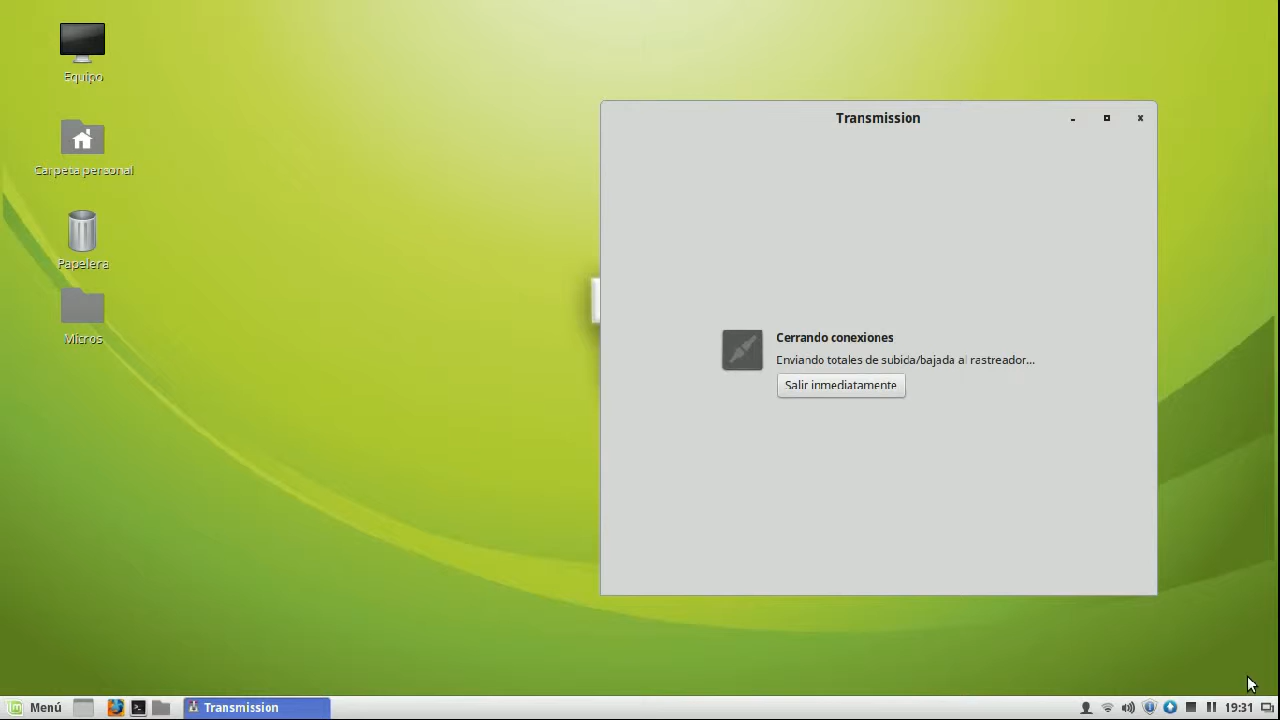 Equipo
Carpeta personal
Papelera
Micros
Transmission
Cerrando conexiones
Enviando totales de subida/bajada al rastreador...
Salir inmediatamente
Menú
Transmission
19:31